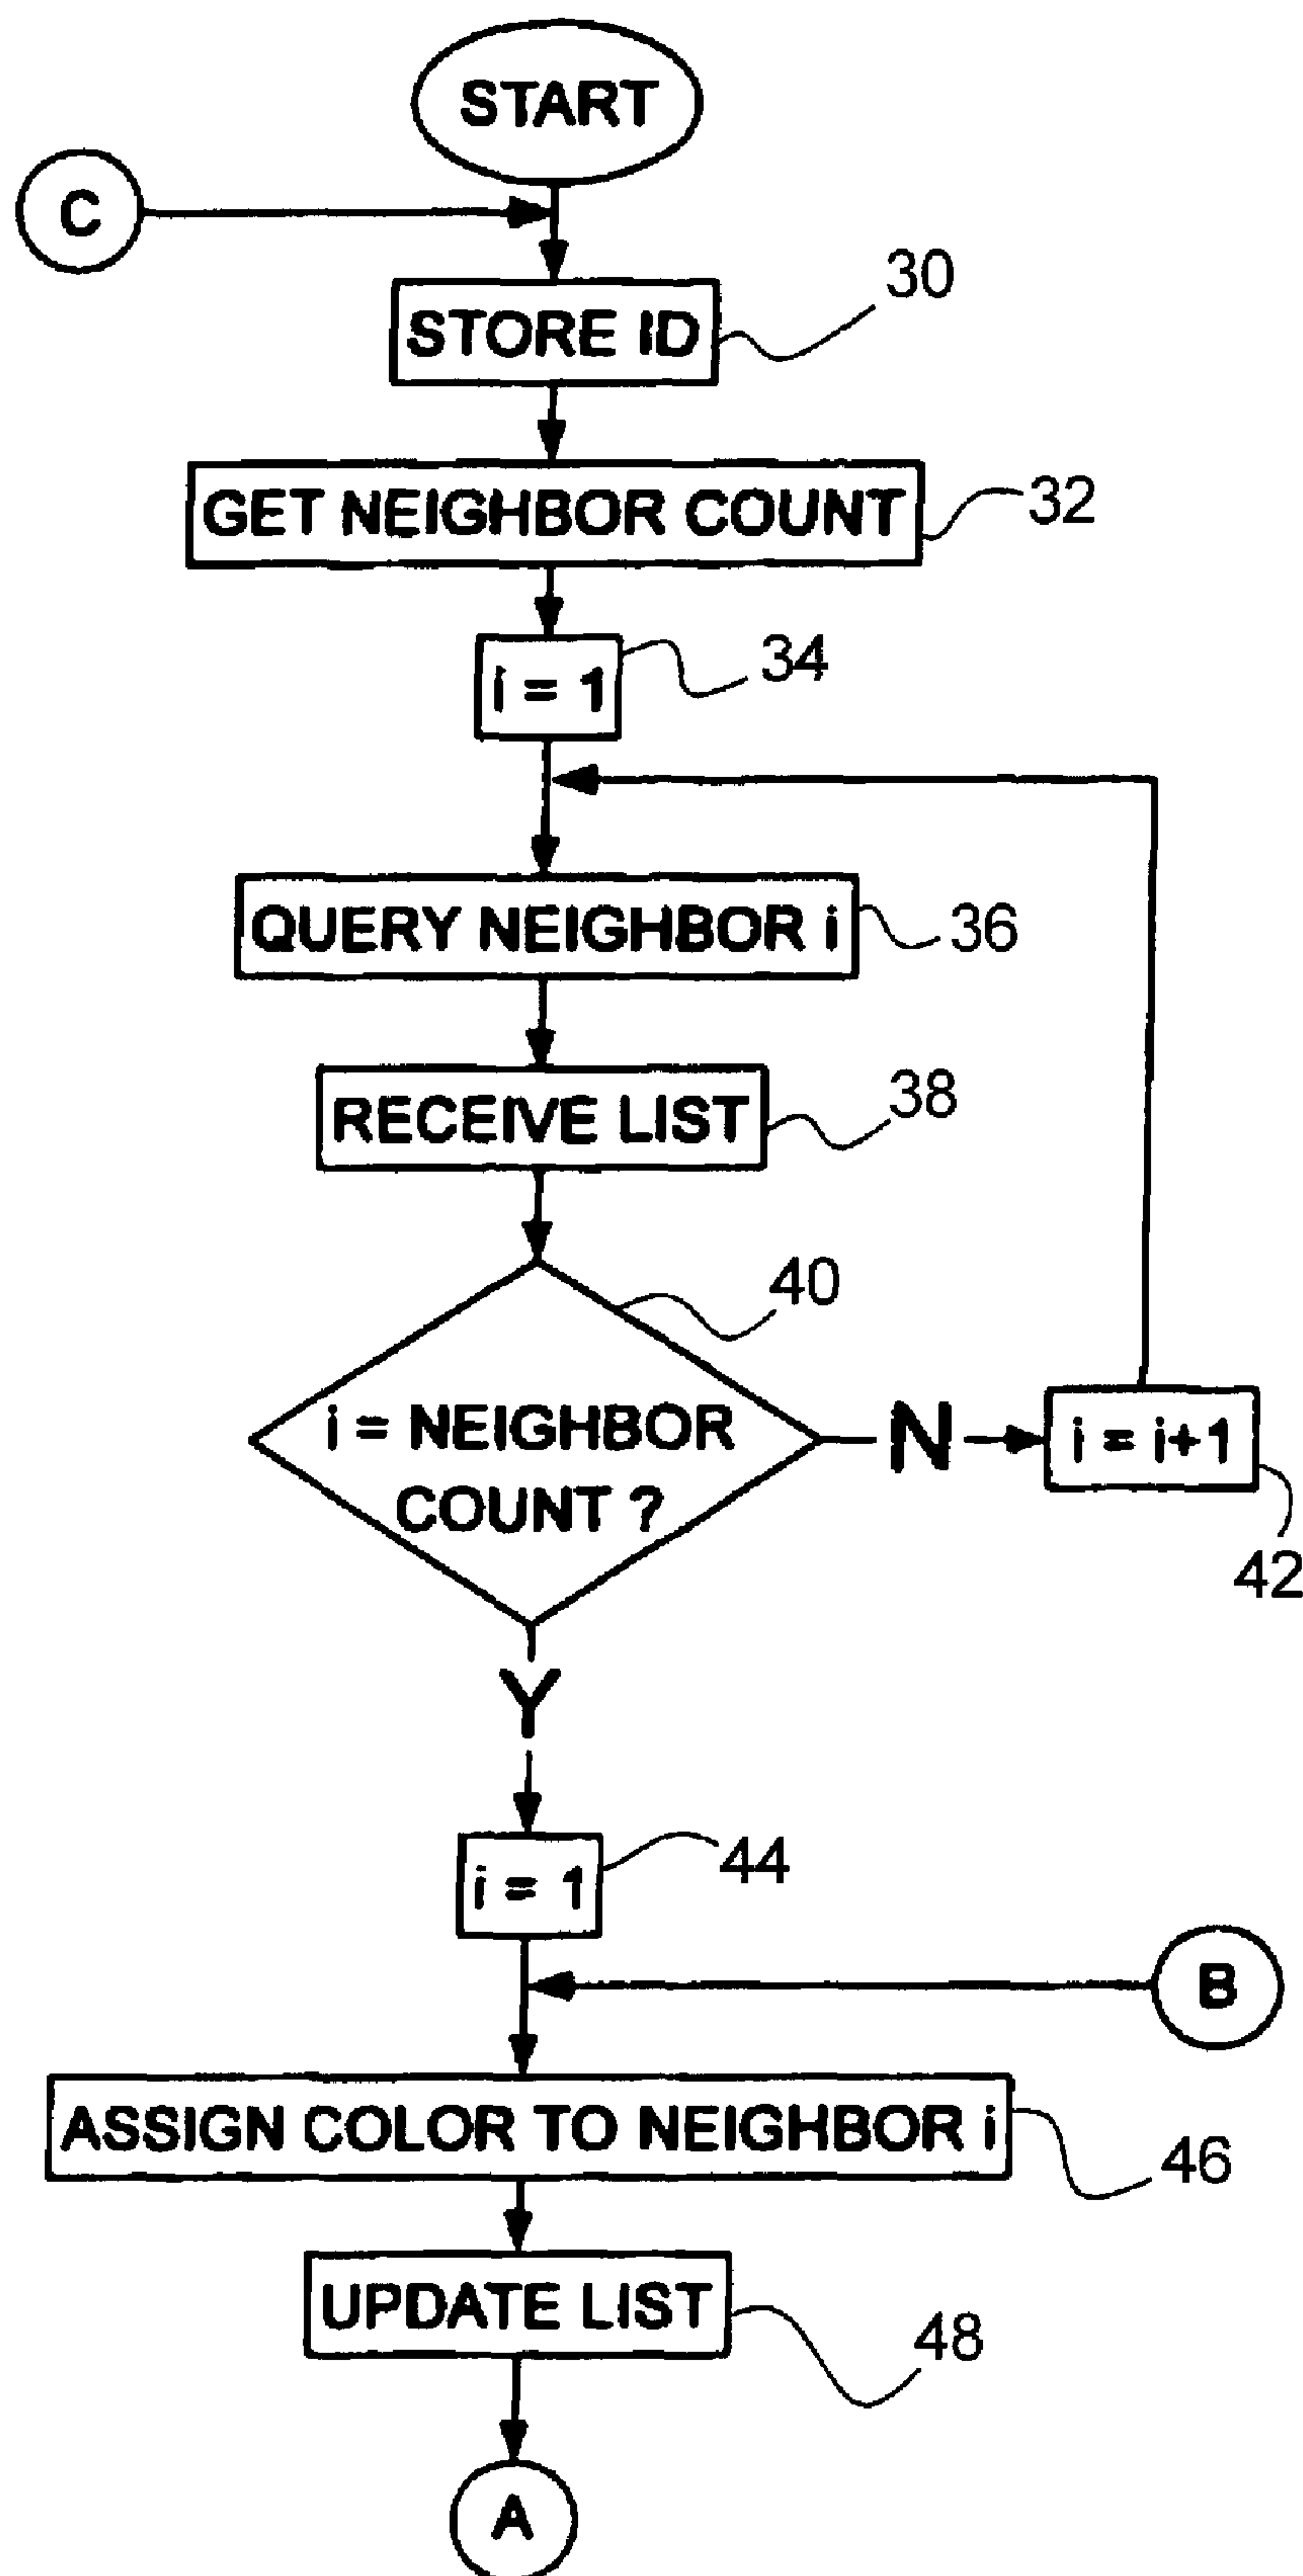 START
C
30
STORE ID
GET NEIGHBOR COUNT
32
34
i = 1
QUERY NEIGHBOR i
36
RECEIVE LIST
38
40
i = NEIGHBOR
COUNT ?
N
i = i+1
42
Y
i = 1
44
B
ASSIGN COLOR TO NEIGHBOR i
46
UPDATE LIST
48
A